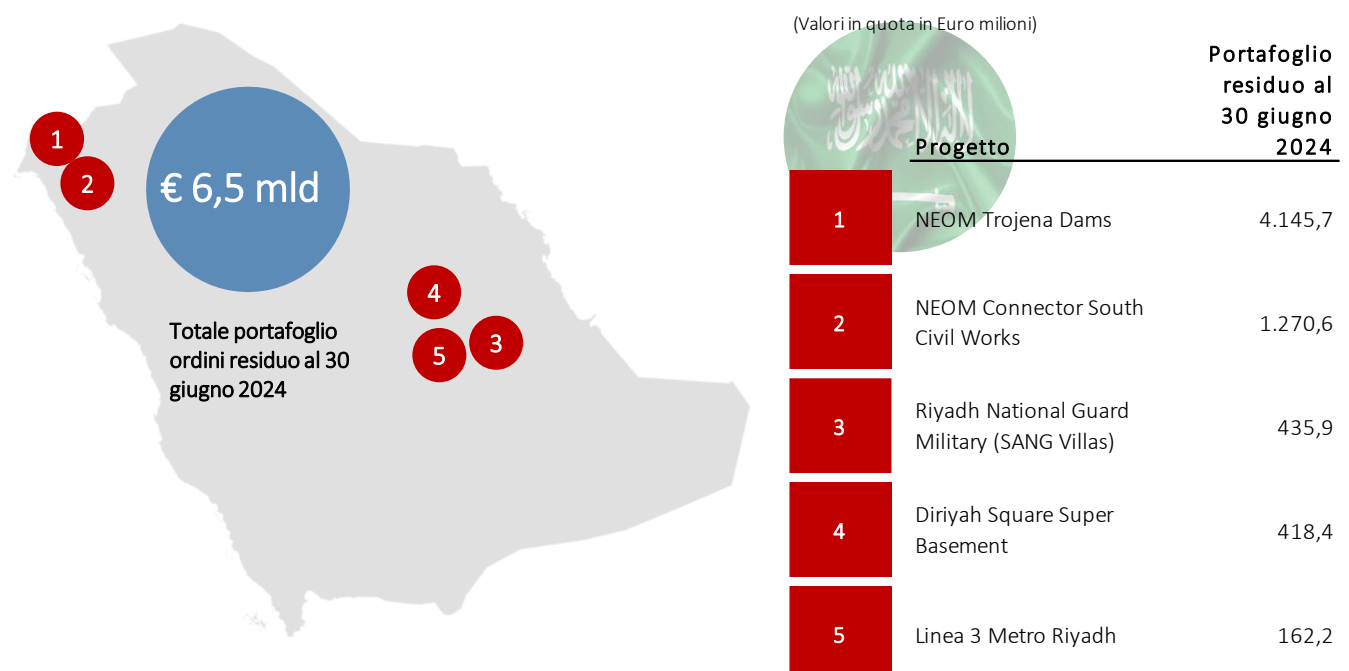 1
2
€ 6,5 mld
Totale portafoglio
ordini residuo al 30
giugno 2024
4
5
3
(Valori in quota in Euro milioni)
Progetto
Portafoglio
residuo al
30 giugno
2024
1
NEOM Trojena Dams
4.145,7
2
NEOM Connector South
Civil Works
1.270,6
3
Riyadh National Guard
Military (SANG Villas)
435,9
4
Diriyah Square Super
Basement
418,4
5
Linea 3 Metro Riyadh
162,2